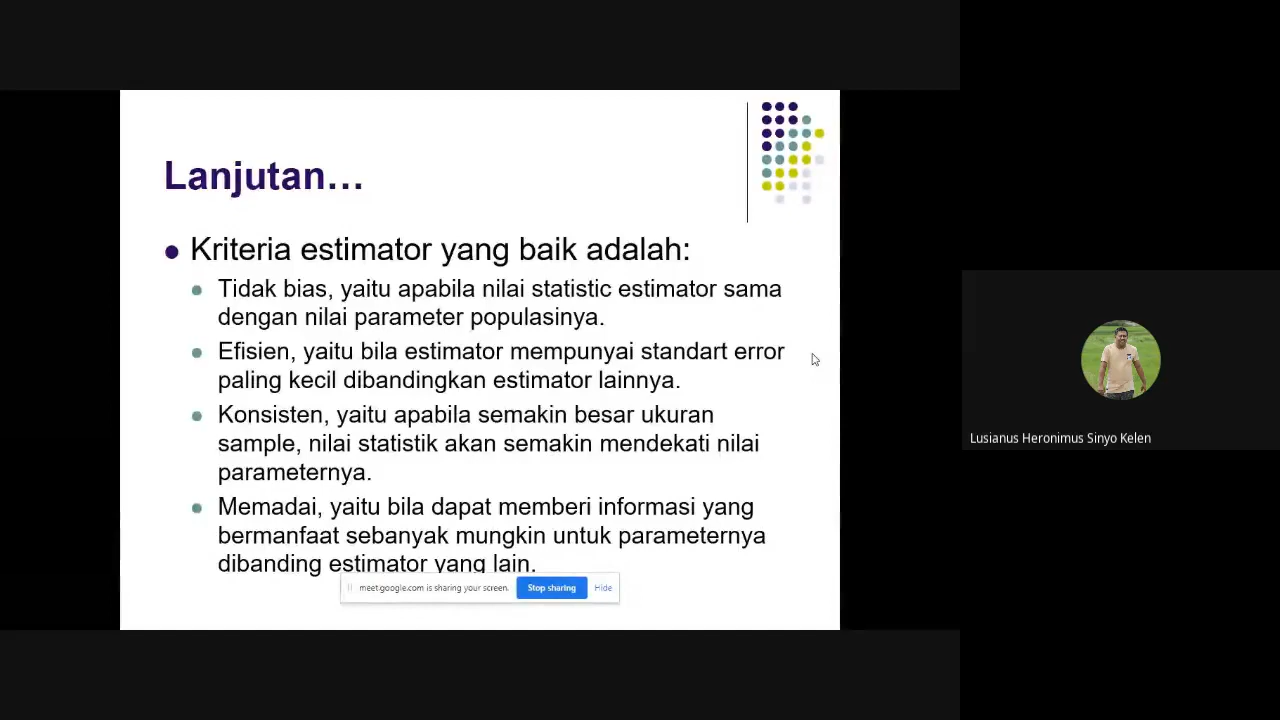 Lanjutan...
Kriteria estimator yang baik adalah:
Tidak bias, yaitu apabila nilai statistic estimator sama
dengan nilai parameter populasinya.
Efisien, yaitu bila estimator mempunyai standart error
paling kecil dibandingkan estimator lainnya.
Konsisten, yaitu apabila semakin besar ukuran
sample, nilai statistik akan semakin mendekati nilai
parameternya.
Memadai, yaitu bila dapat memberi informasi yang
bermanfaat sebanyak mungkin untuk parameternya
dibanding estimator yang lain.
meet.google.com is sharing your screen. Stop sharing Hide
Lusianus Heronimus Sinyo Kelen